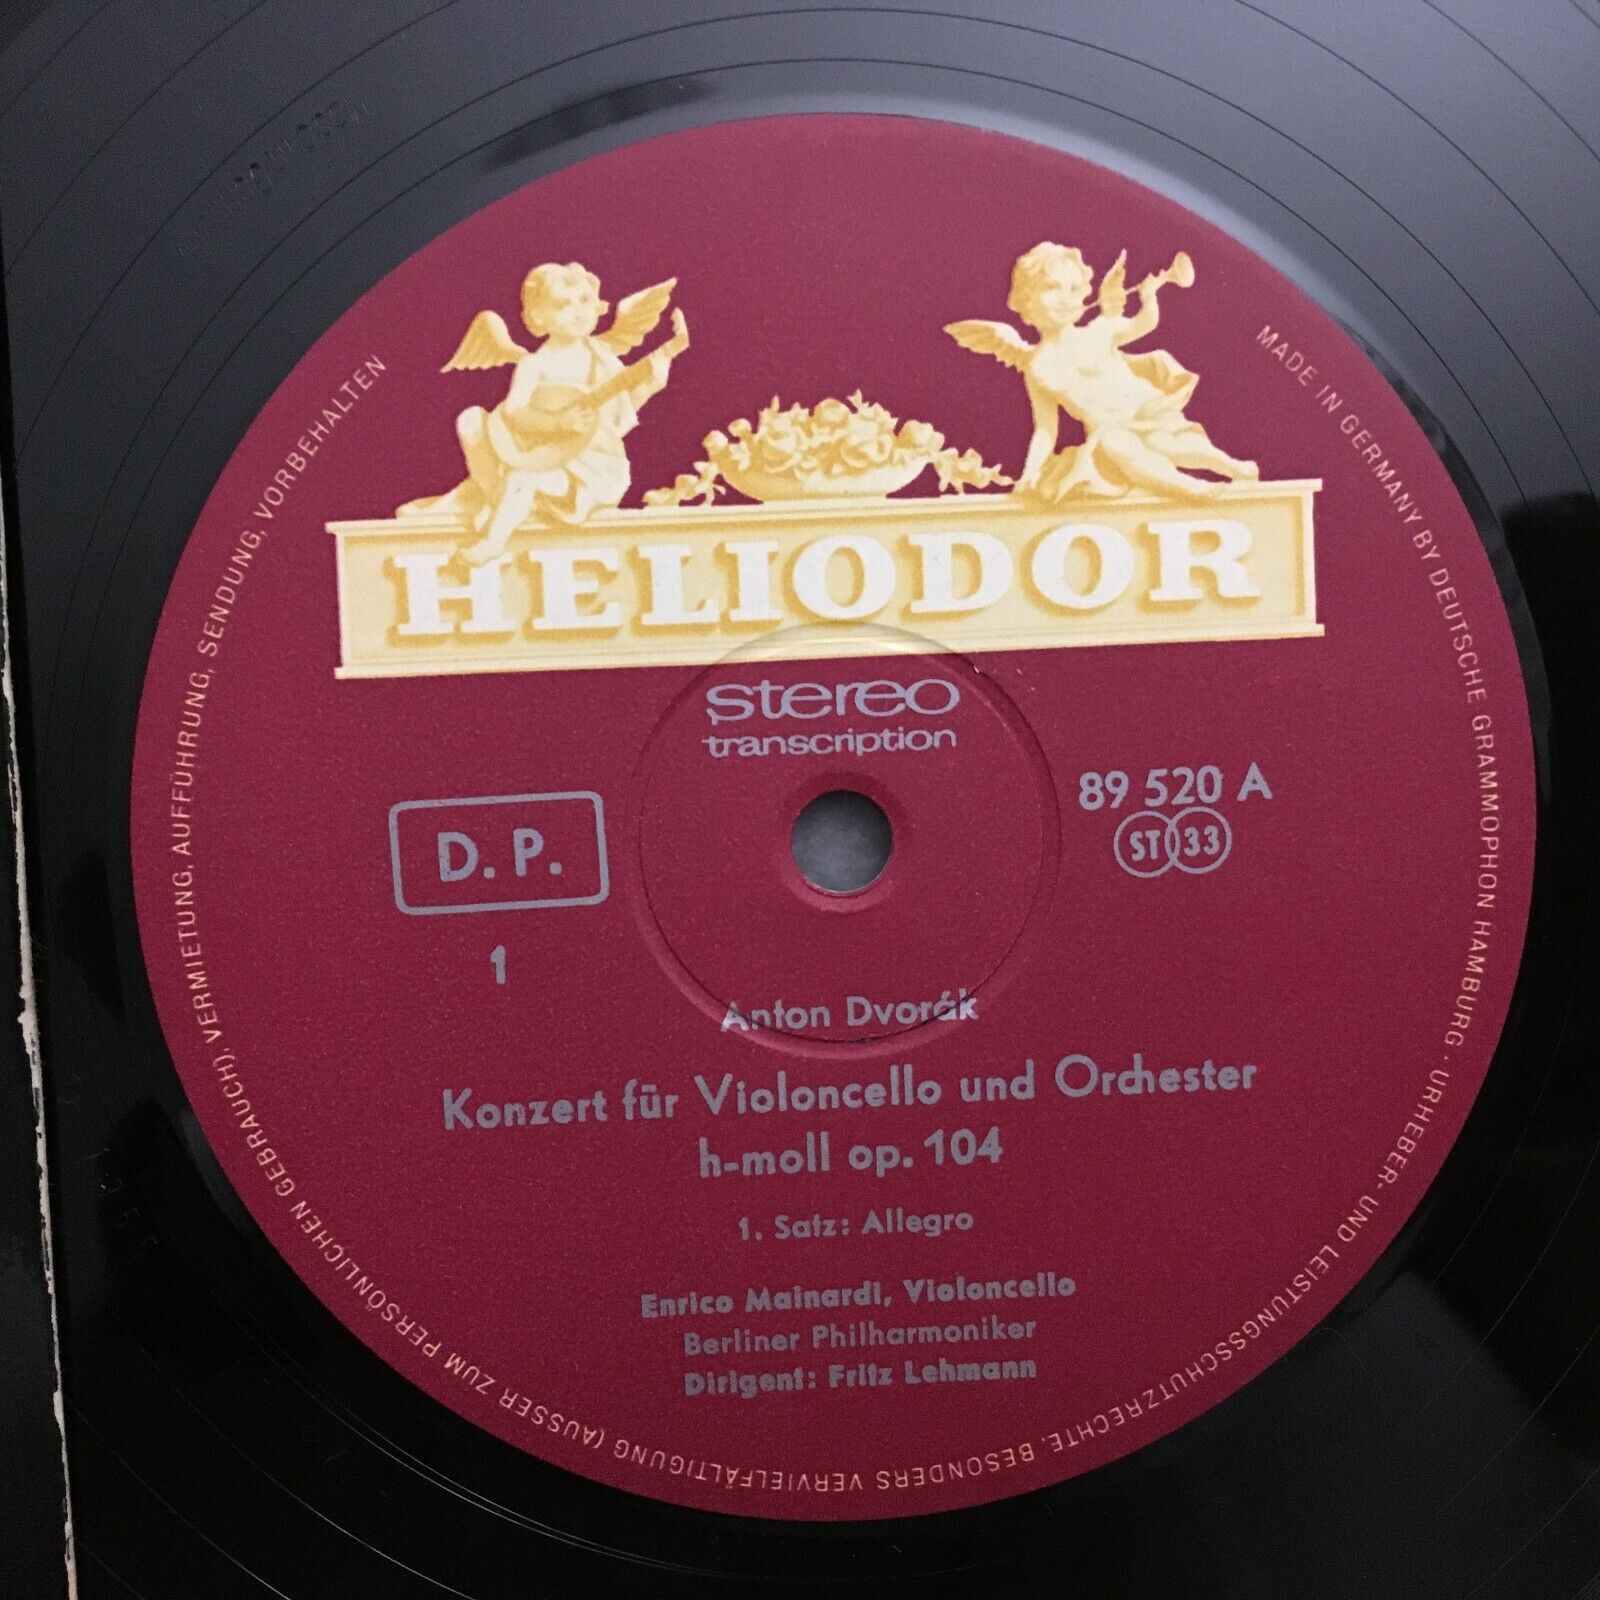 HELIODOR
stereo
transcription
89 520 A
ST 33
D. P.
1
Anton Dvorák
Konzert für Violoncello und Orchester
h-moll op. 104
1. Satz: Allegro
Enrico Mainardi, Violoncello
Berliner Philharmoniker
Dirigent: Fritz Lehmann
MADE IN GERMANY BY DEUTSCHE GRAMMOPHON HAMBURG . URHEBER- UND LEISTUNGSSCHUTZRECHTE, BESONDERS VERVIELFÄLTIGUNG (AUSSER ZUM PERSÖNLICHEN GEBRAUCH), VERMIETUNG, AUFFÜHRUNG, SENDUNG, VORBEHALTEN